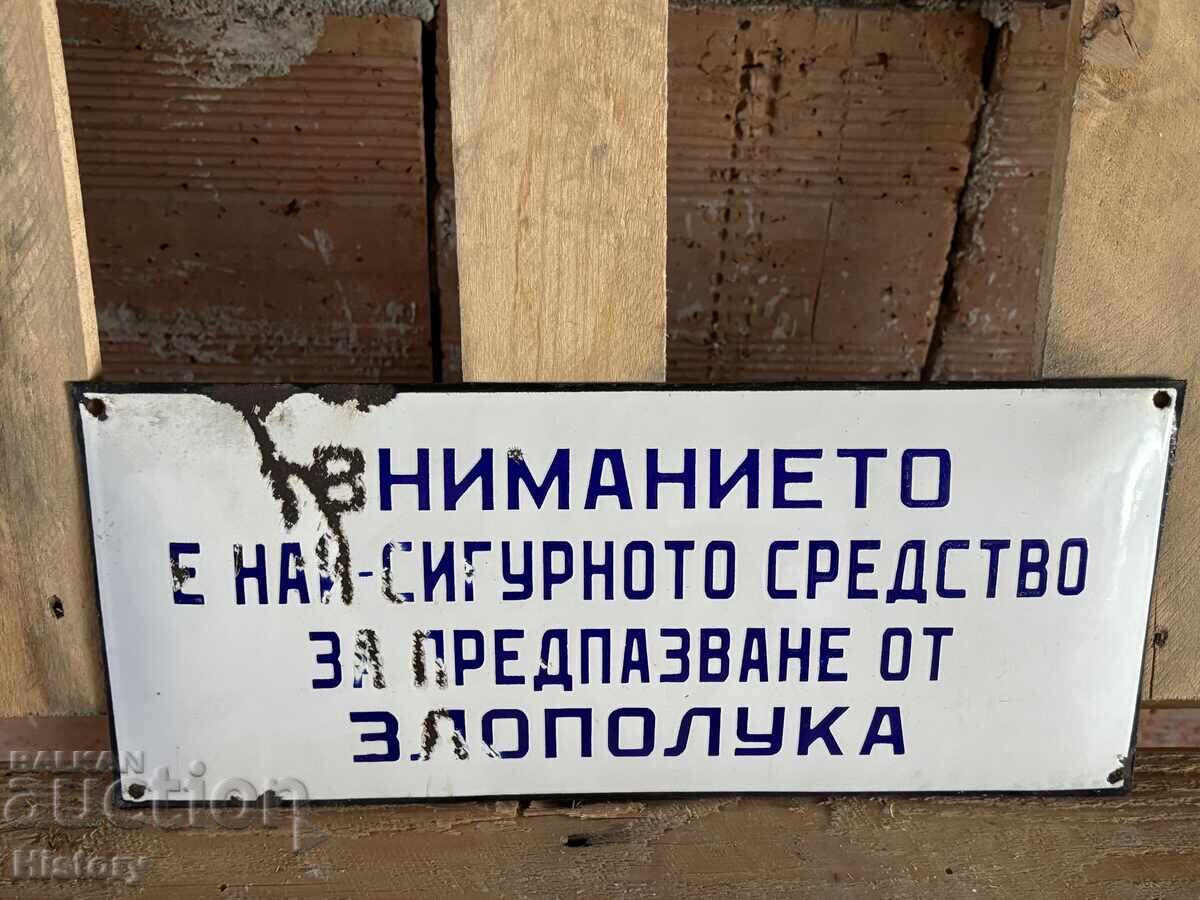 ВНИМАНИЕТО
Е НАЙ-СИГУРНОТО СРЕДСТВО
ЗА ПРЕДПАЗВАНЕ ОТ
ЗЛОПОЛУКА
BALKAN
auction
History